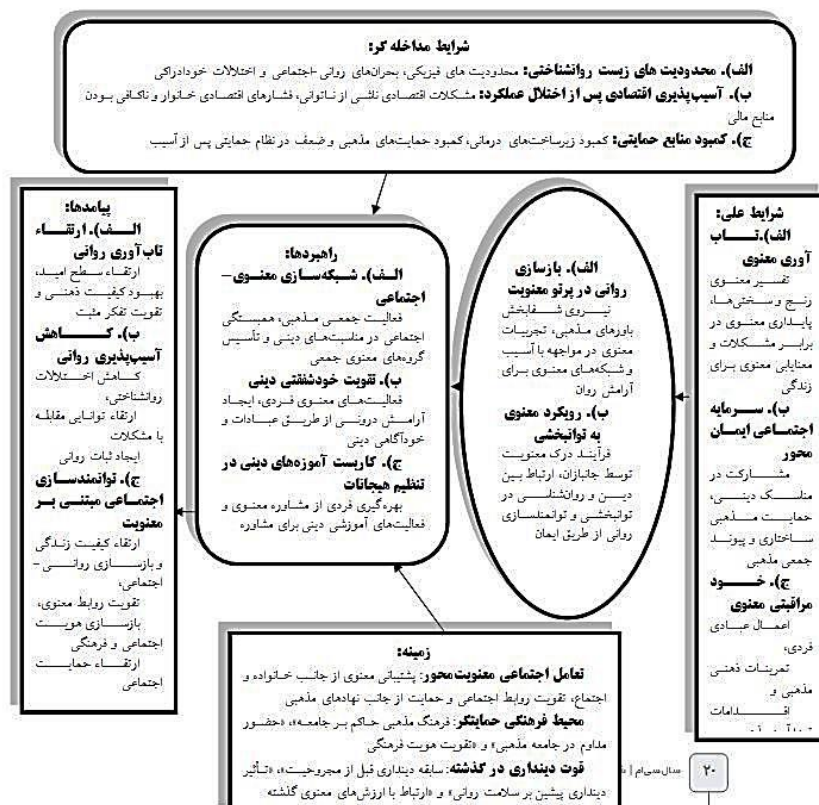 شرایط مداخله گر:
الف). محدودیت های زیست روانشناختی: محدودیت های فیزیکی، بحران‌های روانی -اجتماعی و اختلالات خودادراکی
ب). آسیب‌پذیری اقتصادی پس از اختلال عملکرد: مشکلات اقتصادی ناشی از ناتوانی، فشارهای اقتصادی خانوار و ناکافی بودن
منابع مالی
ج). کمبود منابع حمایتی: کمبود زیرساخت‌های درمانی، کمبود حمایت‌های مذهبی و ضعف در نظام حمایتی پس از آسیب
شرایط علی:
الف).تاب
آوری معنوی
تفسیر معنوی
رنج و سختی‌ها،
پایداری معنوی در
برابر مشکلات و
معنایابی معنوی برای
زندگی
ب). سرمایه
اجتماعی ایمان
محور
مشارکت در
مناسک دینی،
حمایت مذهبی
ساختاری و پیوند
جمعی مذهبی
ج). خود
مراقبتی معنوی
اعمال عبادی
فردی،
تمرینات ذهنی
مذهبی و
اقدامات
الف). بازسازی
روانی در پرتو معنویت
نیروی شفابخش
باورهای مذهبی، تجربیات
معنوی در مواجهه با آسیب
و شبکه‌های معنوی برای
آرامش روان
ب). رویکرد معنوی
به توانبخشی
فرآیند درک معنویت
توسط جانبازان، ارتباط بین
دین و روان‌شناسی در
توانبخشی و توانمندسازی
روانی از طریق ایمان
راهبردها:
الف). شبکه‌سازی معنوی–
اجتماعی
فعالیت جمعی مذهبی، همبستگی
اجتماعی در مناسبت‌های دینی و تأسیس
گروه‌های معنوی جمعی
ب). تقویت خودشفقتی دینی
فعالیت‌های معنوی فردی، ایجاد
آرامش درونی از طریق عبادات و
خودآگاهی دینی
ج). کاربست آموزه‌های دینی در
تنظیم هیجانات
بهره‌گیری فردی از مشاوره معنوی و
فعالیت‌های آموزشی دینی برای مشاوره
پیامدها:
الف). ارتقاء
تاب‌آوری روانی
ارتقاء سطح امید،
بهبود کیفیت ذهنی و
تقویت تفکر مثبت
ب). کاهش
آسیب‌پذیری روانی
کاهش اختلالات
روانشناختی،
ارتقاء توانایی مقابله
با مشکلات
ایجاد ثبات روانی
ج). توانمندسازی
اجتماعی مبتنی بر
معنویت
ارتقاء کیفیت زندگی
و بازسازی روانی –
اجتماعی،
تقویت روابط معنوی،
بازسازی هویت
اجتماعی و فرهنگی
ارتقاء حمایت
اجتماعی
زمینه:
تعامل اجتماعی معنویت‌محور: پشتیبانی معنوی از جانب خانواده و
اجتماع، تقویت روابط اجتماعی و حمایت از جانب نهادهای مذهبی
محیط فرهنگی حمایتگر: فرهنگ مذهبی حاکم بر جامعه»، «حضور
مداوم در جامعه مذهبی» و «تقویت هویت فرهنگی
قوت دینداری در گذشته: سابقه دینداری قبل از مجروحیت»، «تأثیر
دینداری پیشین بر سلامت روانی» و «ارتباط با ارزش‌های معنوی گذشته
۲۰
سال سی‌ام |